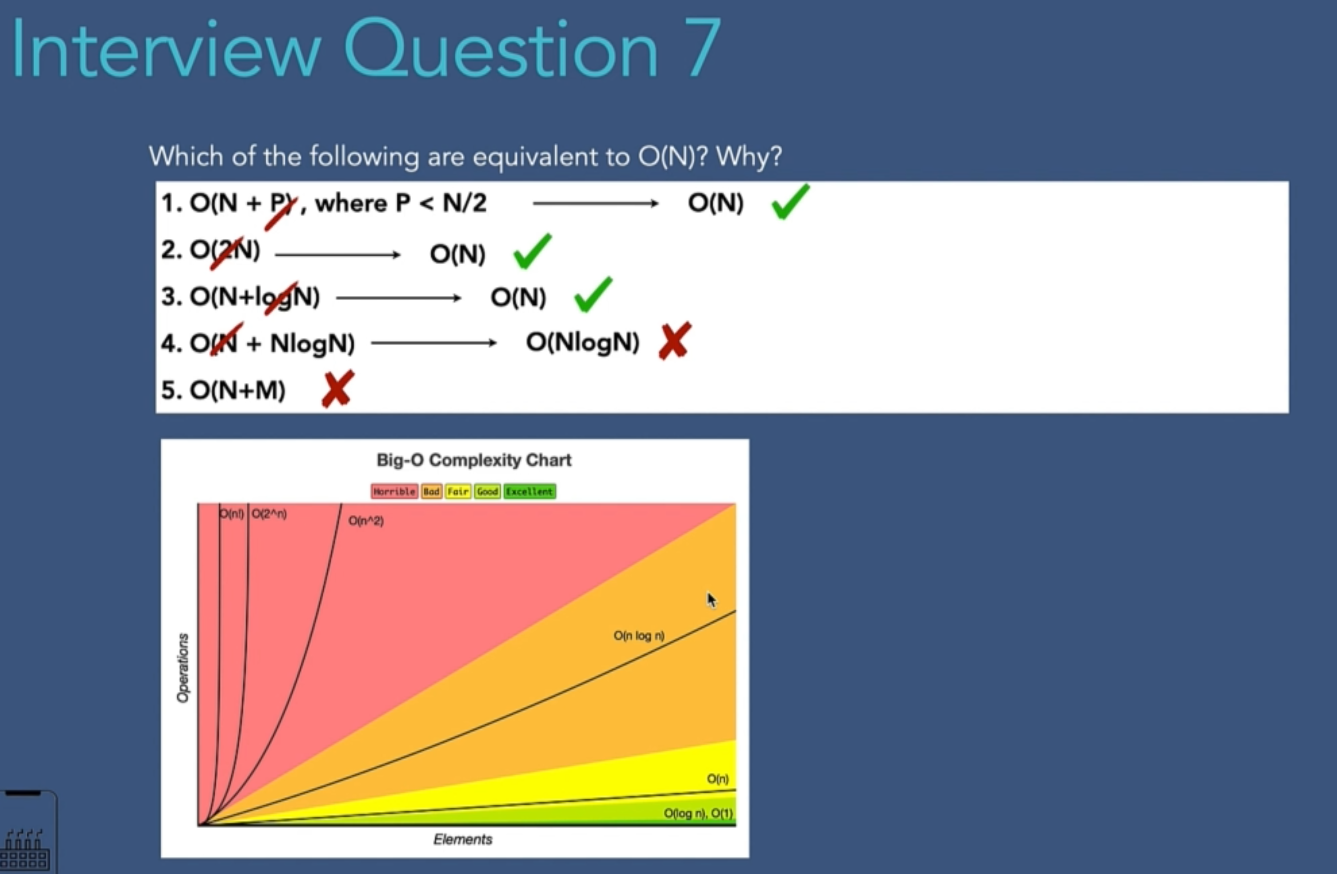 Interview Question 7
Which of the following are equivalent to O(N)? Why?
1. O(N + P), where P < N/2 O(N)
2. O(2N) O(N)
3. O(N+logN) O(N)
4. O(N + NlogN) O(NlogN)
5. O(N+M)
Big-O Complexity Chart
Horrible Bad Fair Good Excellent
O(n!) O(2^n) O(n^2)
O(n log n)
O(n)
O(log n), O(1)
Operations
Elements